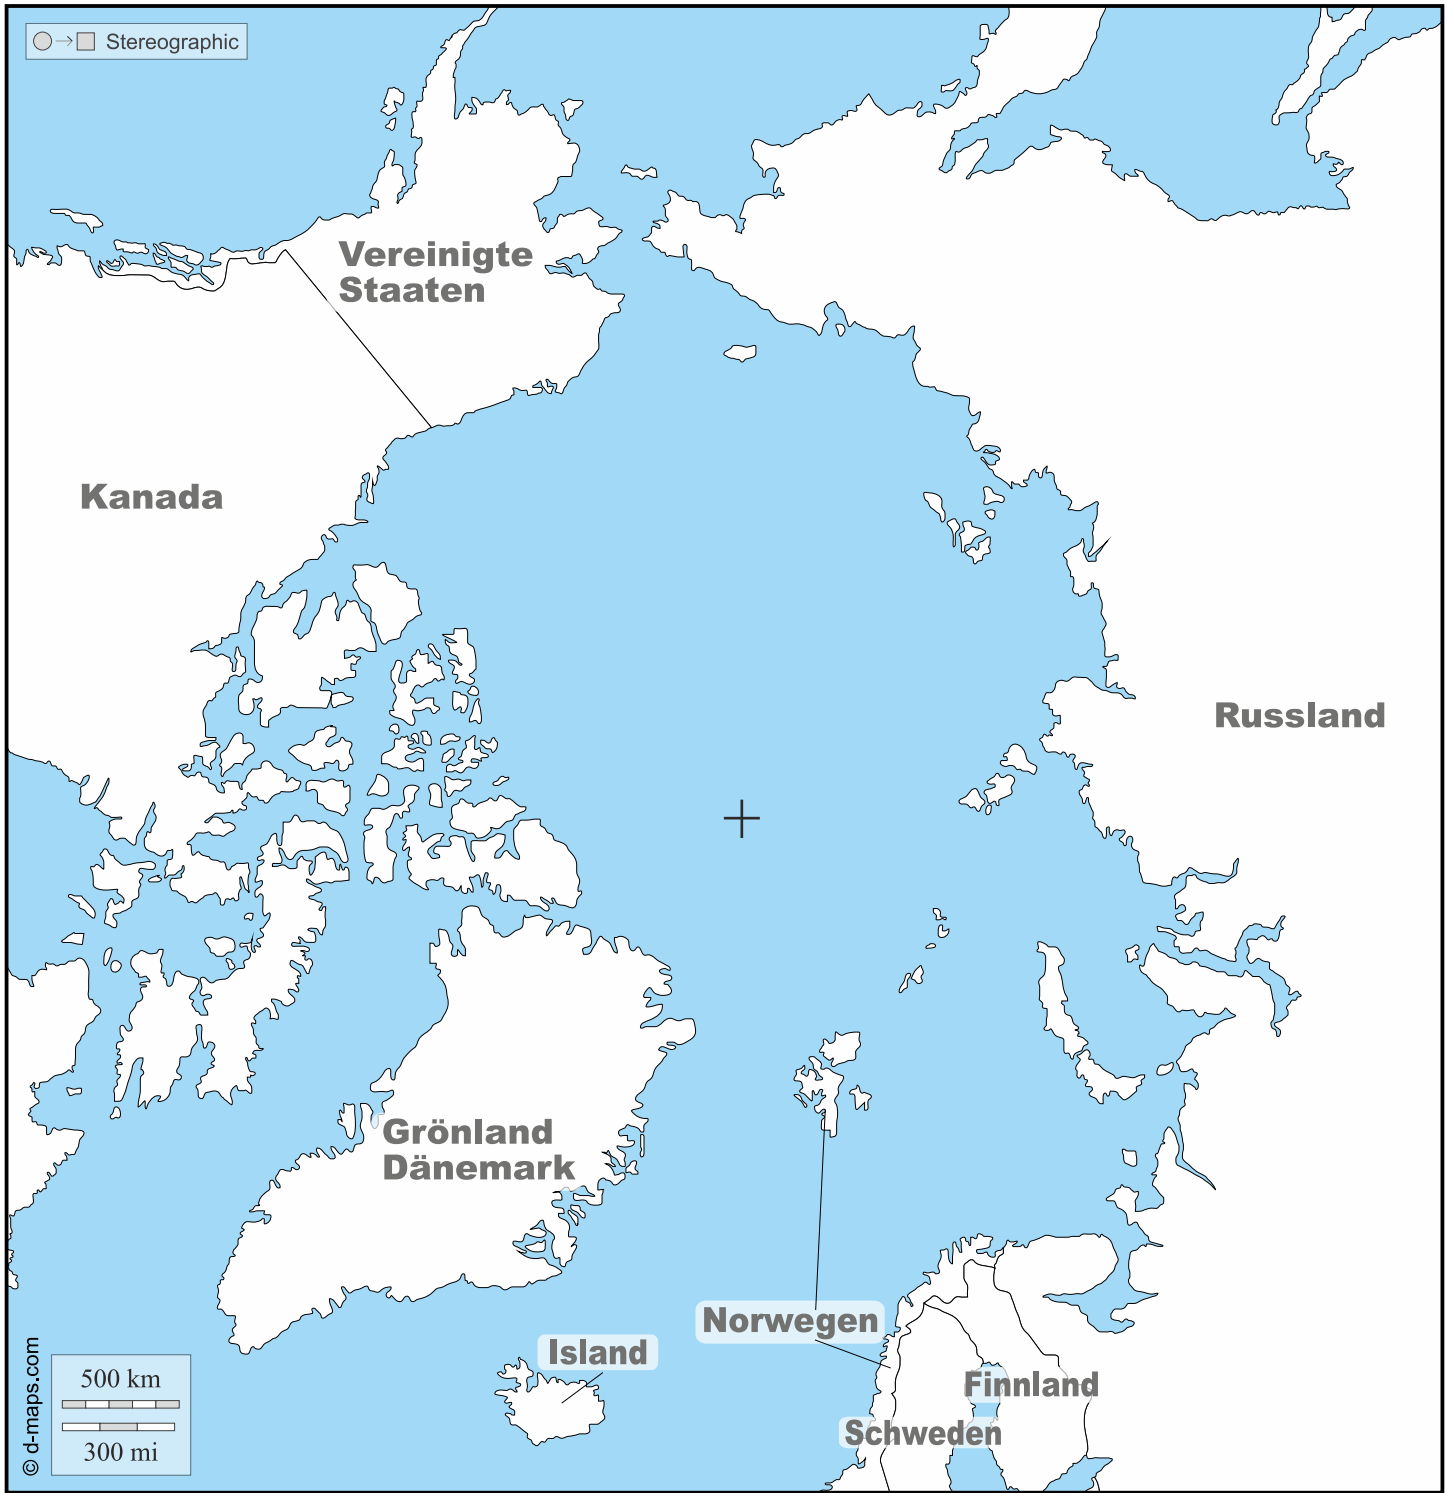 Stereographic
Vereinigte
Staaten
Kanada
Russland
Grönland
Dänemark
Norwegen
Island
Finnland
Schweden
500 km
300 mi
© d-maps.com